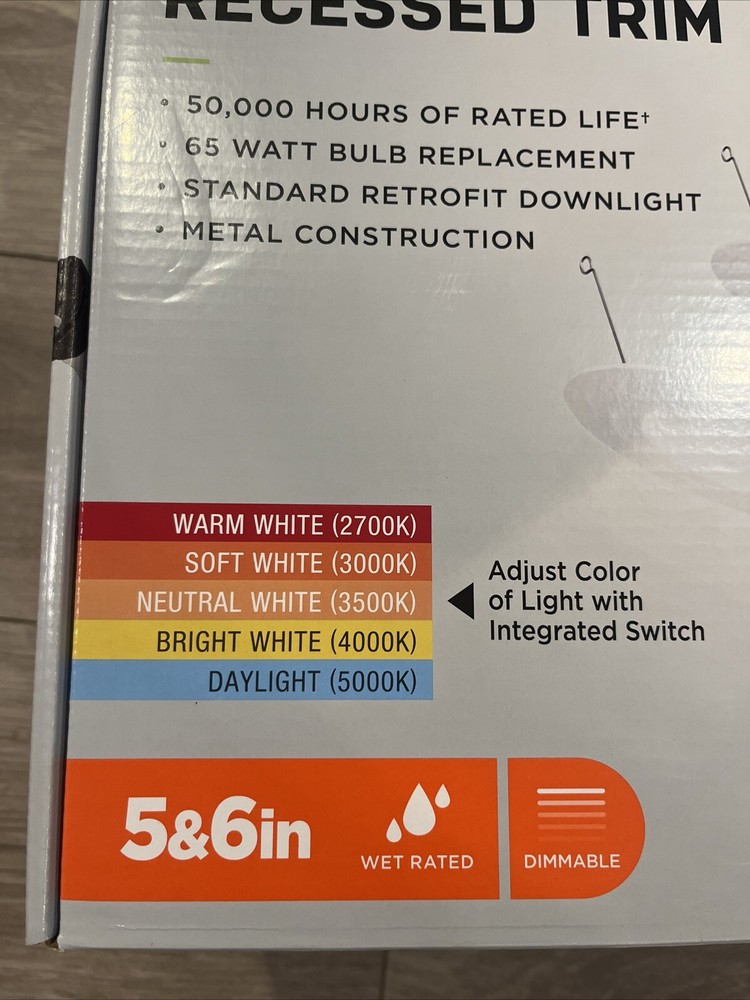 RECESSED TRIM
• 50,000 HOURS OF RATED LIFE†
• 65 WATT BULB REPLACEMENT
• STANDARD RETROFIT DOWNLIGHT
• METAL CONSTRUCTION
WARM WHITE (2700K)
SOFT WHITE (3000K)
NEUTRAL WHITE (3500K)
BRIGHT WHITE (4000K)
DAYLIGHT (5000K)
Adjust Color
of Light with
Integrated Switch
5&6in
WET RATED
DIMMABLE